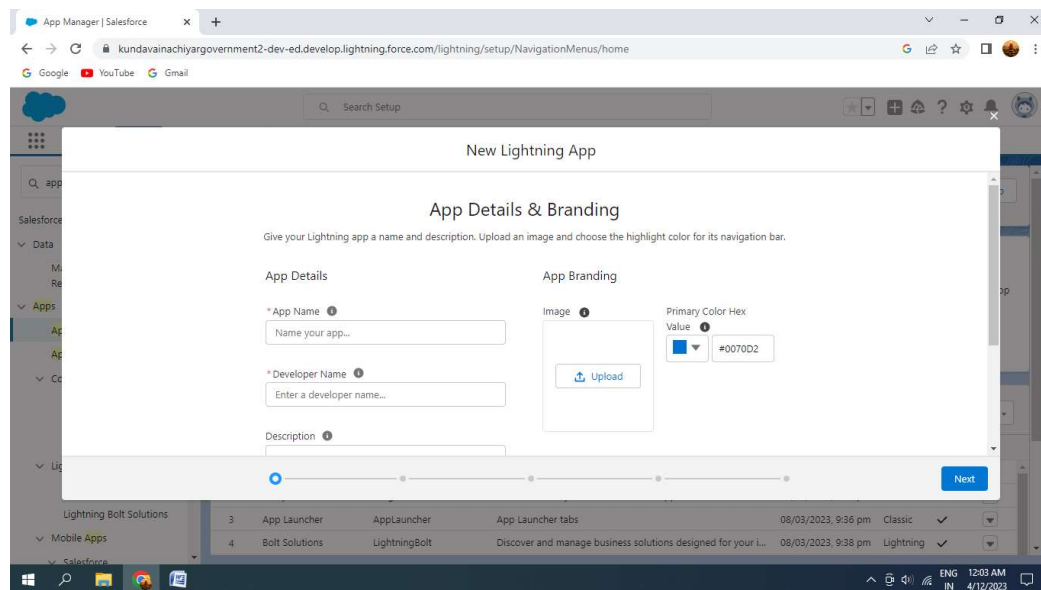 App Manager | Salesforce
kundavainachiyargovernment2-dev-ed.develop.lightning.force.com/lightning/setup/NavigationMenus/home
Google YouTube Gmail
Search Setup
New Lightning App
app
App Details & Branding
Salesforce
Give your Lightning app a name and description. Upload an image and choose the highlight color for its navigation bar.
Data
App Details App Branding
Apps
*App Name Image Primary Color Hex
Value
Name your app...
#0070D2
*Developer Name
Upload
Enter a developer name...
Description
Next
Lightning Bolt Solutions
3 App Launcher AppLauncher App Launcher tabs 08/03/2023, 9:36 pm Classic
Mobile Apps
4 Bolt Solutions LightningBolt Discover and manage business solutions designed for your i... 08/03/2023, 9:38 pm Lightning
Salesforce
ENG 12:03 AM
IN 4/12/2023